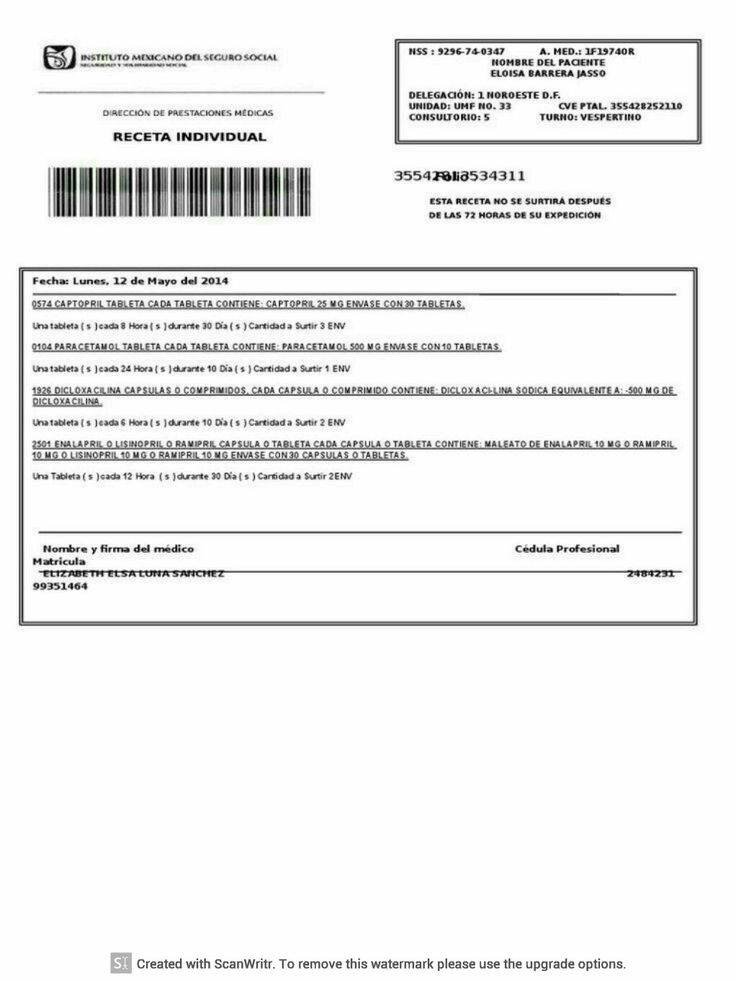 INSTITUTO MEXICANO DEL SEGURO SOCIAL
SEGURIDAD Y SOLIDARIDAD SOCIAL
DIRECCIÓN DE PRESTACIONES MÉDICAS
RECETA INDIVIDUAL
NSS : 9296-74-0347 A. MED.: 1F19740R
NOMBRE DEL PACIENTE
ELOISA BARRERA JASSO
DELEGACIÓN: 1 NOROESTE D.F.
UNIDAD: UMF NO. 33 CVE PTAL. 355428252110
CONSULTORIO: 5 TURNO: VESPERTINO
Folio
ESTA RECETA NO SE SURTIRÁ DESPUÉS
DE LAS 72 HORAS DE SU EXPEDICIÓN
Fecha: Lunes, 12 de Mayo del 2014
0574 CAPTOPRIL TABLETA CADA TABLETA CONTIENE: CAPTOPRIL 25 MG ENVASE CON 30 TABLETAS.
Una tableta ( s ) cada 8 Hora ( s ) durante 30 Día ( s ) Cantidad a Surtir 3 ENV
0104 PARACETAMOL TABLETA CADA TABLETA CONTIENE: PARACETAMOL 500 MG ENVASE CON 10 TABLETAS.
Una tableta ( s ) cada 24 Hora ( s ) durante 10 Día ( s ) Cantidad a Surtir 1 ENV
1926 DICLOXACILINA CAPSULAS O COMPRIMIDOS, CADA CAPSULA O COMPRIMIDO CONTIENE: DICLOXACI-LINA SODICA EQUIVALENTE A: -500 MG DE
DICLOXACILINA.
Una tableta ( s ) cada 6 Hora ( s ) durante 10 Día ( s ) Cantidad a Surtir 2 ENV
2501 ENALAPRIL O LISINOPRIL O RAMIPRIL CAPSULA O TABLETA CADA CAPSULA O TABLETA CONTIENE: MALEATO DE ENALAPRIL 10 MG O RAMIPRIL
10 MG O LISINOPRIL 10 MG O RAMIPRIL 10 MG ENVASE CON 30 CAPSULAS O TABLETAS.
Una Tableta ( s ) cada 12 Hora ( s ) durante 30 Día ( s ) Cantidad a Surtir 2ENV
Nombre y firma del médico Cédula Profesional
Matricula
ELIZABETH ELSA LUNA SANCHEZ 2484231
99351464
Created with ScanWritr. To remove this watermark please use the upgrade options.